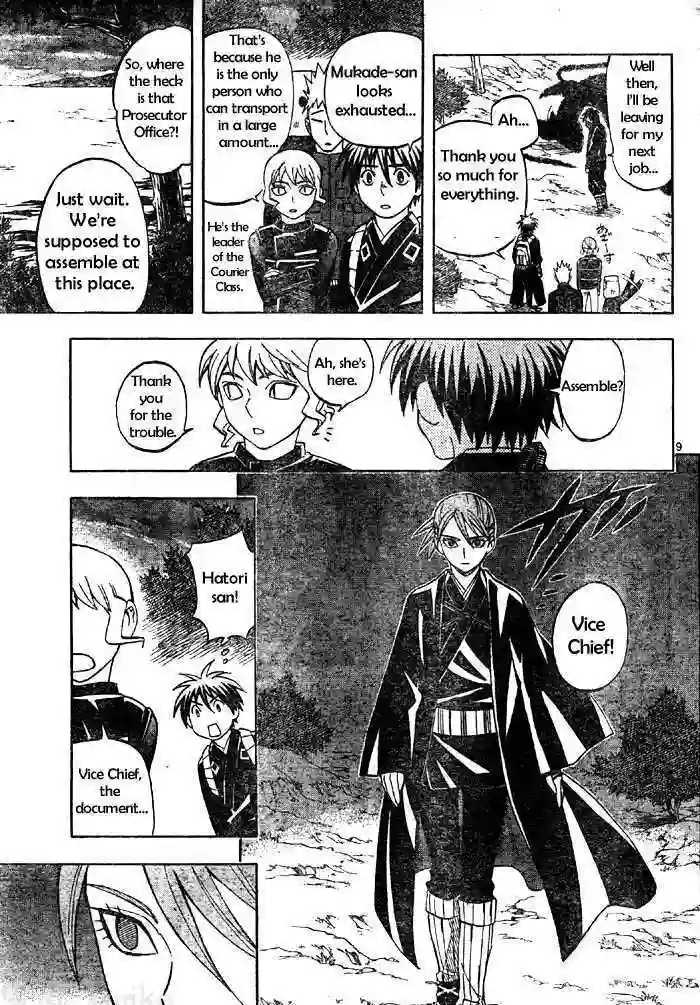 Well
then,
I'll be
leaving
for my
next
job...
Ah...
Thank you
so much for
everything.
Mukade-san
looks
exhausted...
That's
because he
is the only
person who
can transport
in a large
amount...
He's the
leader
of the
Courier
Class.
So, where
the heck
is that
Prosecutor
Office?!
Just wait.
We're
supposed to
assemble at
this place.
Assemble?
Ah, she's
here.
Thank
you
for the
trouble.
9
Vice
Chief!
Hatori
san!
Vice Chief,
the
document...